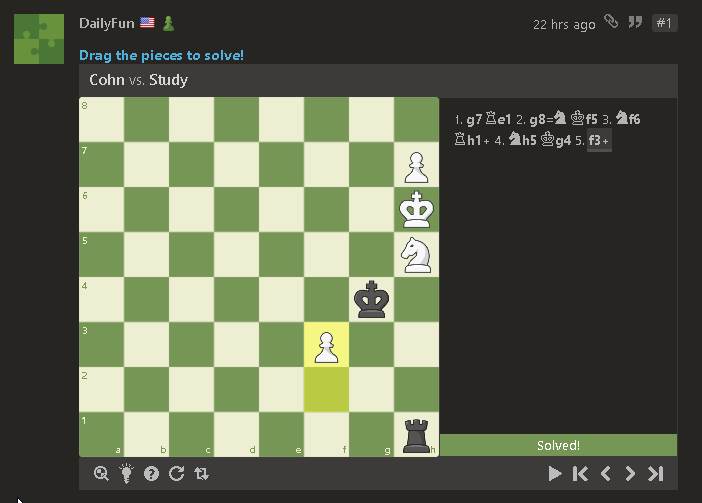 DailyFun
22 hrs ago #1
Drag the pieces to solve!
Cohn vs. Study
8
7
6
5
4
3
2
1
a b c d e f g h
1. g7 ♖e1 2. g8=♞ ♔f5 3. ♞f6
♖h1+ 4. ♞h5 ♔g4 5. f3+
Solved!